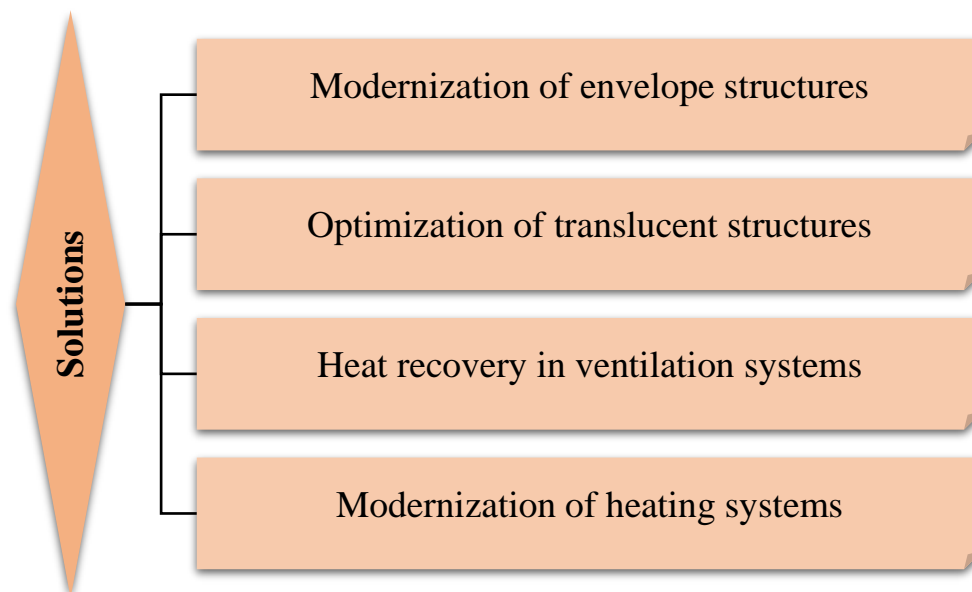 Solutions
Modernization of envelope structures
Optimization of translucent structures
Heat recovery in ventilation systems
Modernization of heating systems